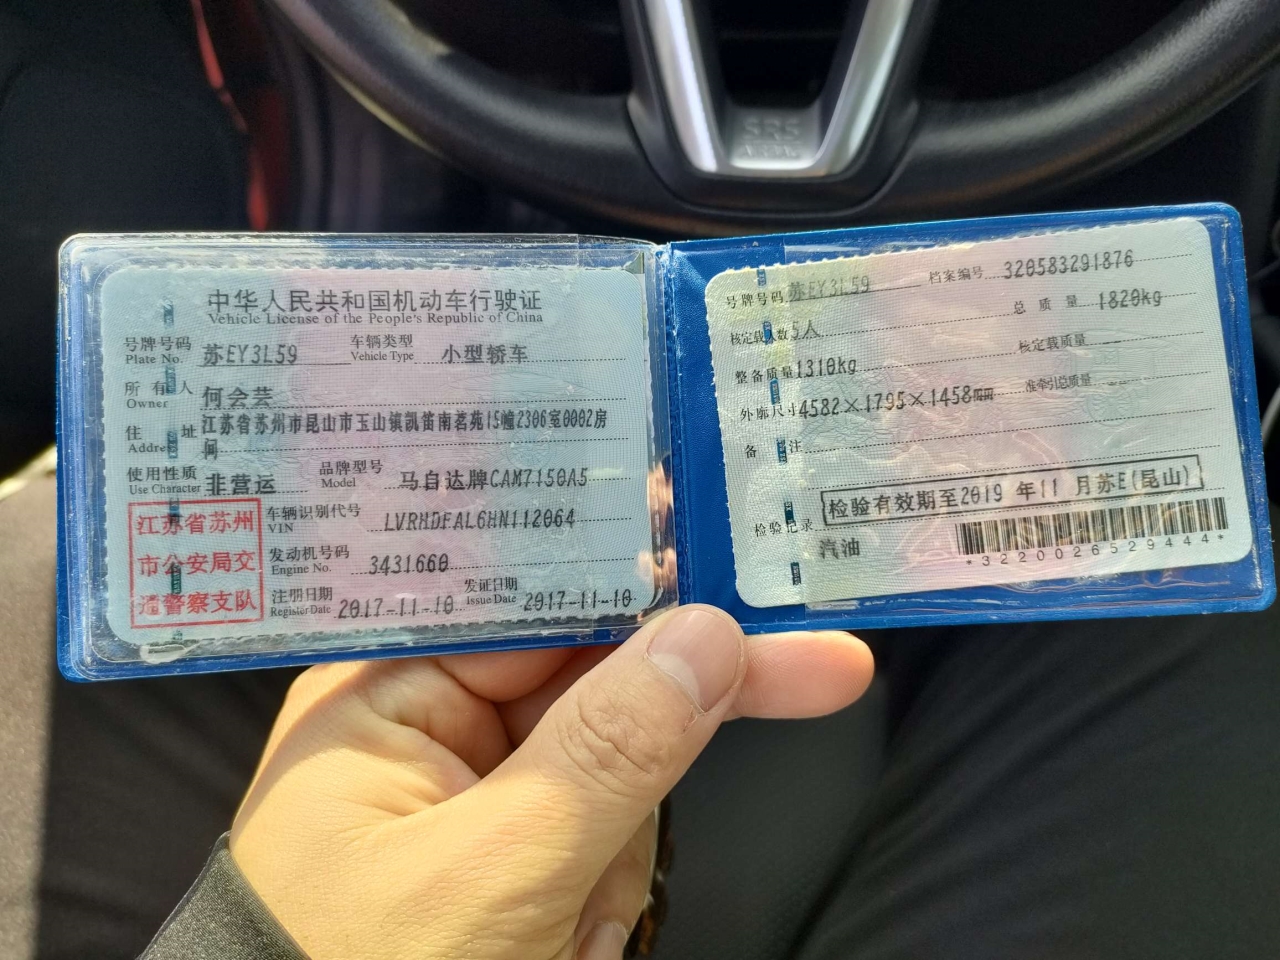 SRS
中华人民共和国机动车行驶证
Vehicle License of the People's Republic of China
号牌号码 苏EY3L59 车辆类型 小型轿车
Plate No. Vehicle Type
所有人 何会芸
Owner
住址 江苏省苏州市昆山市玉山镇凯笛南茗苑15幢2306室0002房间
Address
使用性质 非营运 品牌型号 马自达牌CAM7150A5
Use Character Model
江苏省苏州
市公安局交
通警察支队
车辆识别代号 LVRHDFAL6HN112064
VIN
发动机号码 3431660
Engine No.
注册日期 2017-11-10 发证日期 2017-11-10
Register Date Issue Date
号牌号码 苏EY3L59 档案编号 320583291876
核定载人数 5人 总质量 1820kg
整备质量 1310kg 核定载质量
外廓尺寸 4582×1795×1458mm 准牵引总质量
备注
检验有效期至2019年11月苏E(昆山)
检验记录
汽油
*3220026529444*